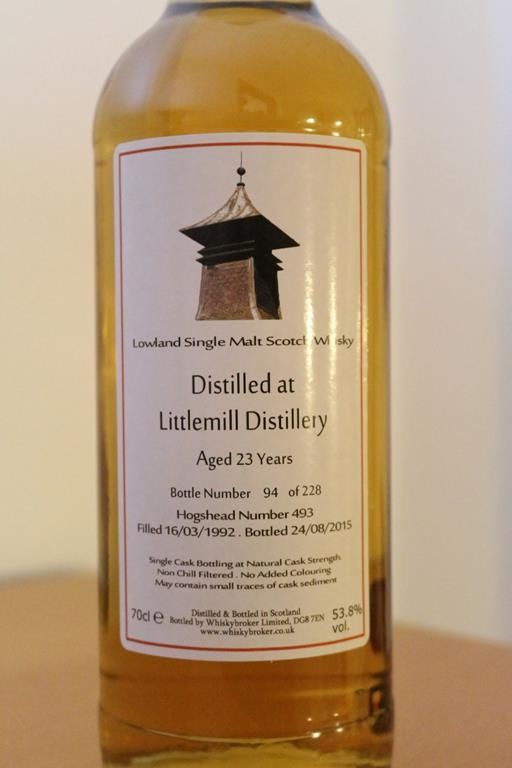 Lowland Single Malt Scotch Whisky
Distilled at
Littlemill Distillery
Aged 23 Years
Bottle Number 94 of 228
Hogshead Number 493
Filled 16/03/1992 . Bottled 24/08/2015
Single Cask Bottling at Natural Cask Strength.
Non Chill Filtered . No Added Colouring
May contain small traces of cask sediment
70cl e
Distilled & Bottled in Scotland
Bottled by Whiskybroker Limited, DG8 7EN
www.whiskybroker.co.uk
53.8%
vol.